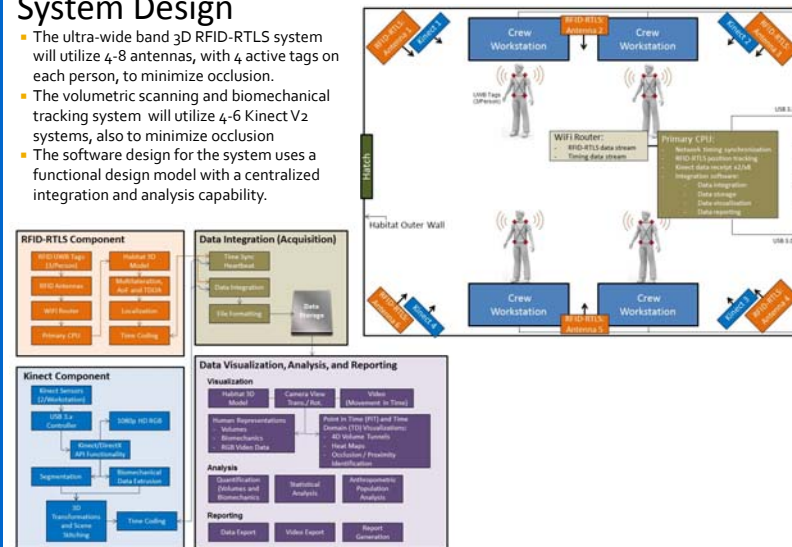 System Design
The ultra-wide band 3D RFID-RTLS system
will utilize 4-8 antennas, with 4 active tags on
each person, to minimize occlusion.
The volumetric scanning and biomechanical
tracking system will utilize 4-6 Kinect V2
systems, also to minimize occlusion
The software design for the system uses a
functional design model with a centralized
integration and analysis capability.
RFID-RTLS:
Antenna 1
Kinect 1
Crew
Workstation
RFID-RTLS:
Antenna 2
Crew
Workstation
Kinect 2
RFID-RTLS:
Antenna 3
UWB Tags
(3/Person)
USB 3.
WiFi Router:
- RFID-RTLS data stream
- Timing data stream
Primary CPU:
- Network timing synchronization
- RFID-RTLS position tracking
- Kinect data receipt x2/x8
- Integration software:
- Data integration
- Data storage
- Data visualization
- Data reporting
Hatch
Habitat Outer Wall
USB 3.
RFID-RTLS:
Antenna 6
Kinect 4
Crew
Workstation
RFID-RTLS:
Antenna 5
Crew
Workstation
Kinect 3
RFID-RTLS:
Antenna 4
RFID-RTLS Component
RFID UWB Tags
(3/Person)
RFID Antennas
WiFi Router
Primary CPU
Habitat 3D
Model
Multilateration,
AoA and TDOA
Localization
Time Coding
Data Integration (Acquisition)
Time Sync
Heartbeat
Data Integration
File Formatting
Data
Storage
Kinect Component
Kinect Sensors
(2/Workstation)
USB 3.x
Controller
1080p HD RGB
Kinect/DirectX
API Functionality
Segmentation
Biomechanical
Data Extrusion
3D
Transformations
and Scene
Stitching
Time Coding
Data Visualization, Analysis, and Reporting
Visualization
Habitat 3D
Model
Camera View
Trans./ Rot.
Video
(Movement in Time)
Human Representations
- Volumes
- Biomechanics
- RGB Video Data
Point In Time (PIT) and Time
Domain (TD) Visualizations:
- 4D Volume Tunnels
- Heat Maps
- Occlusion / Proximity
Identification
Analysis
Quantification
(Volumes and
Biomechanics
Statistical
Analysis
Anthropometric
Population
Analysis
Reporting
Data Export
Video Export
Report
Generation